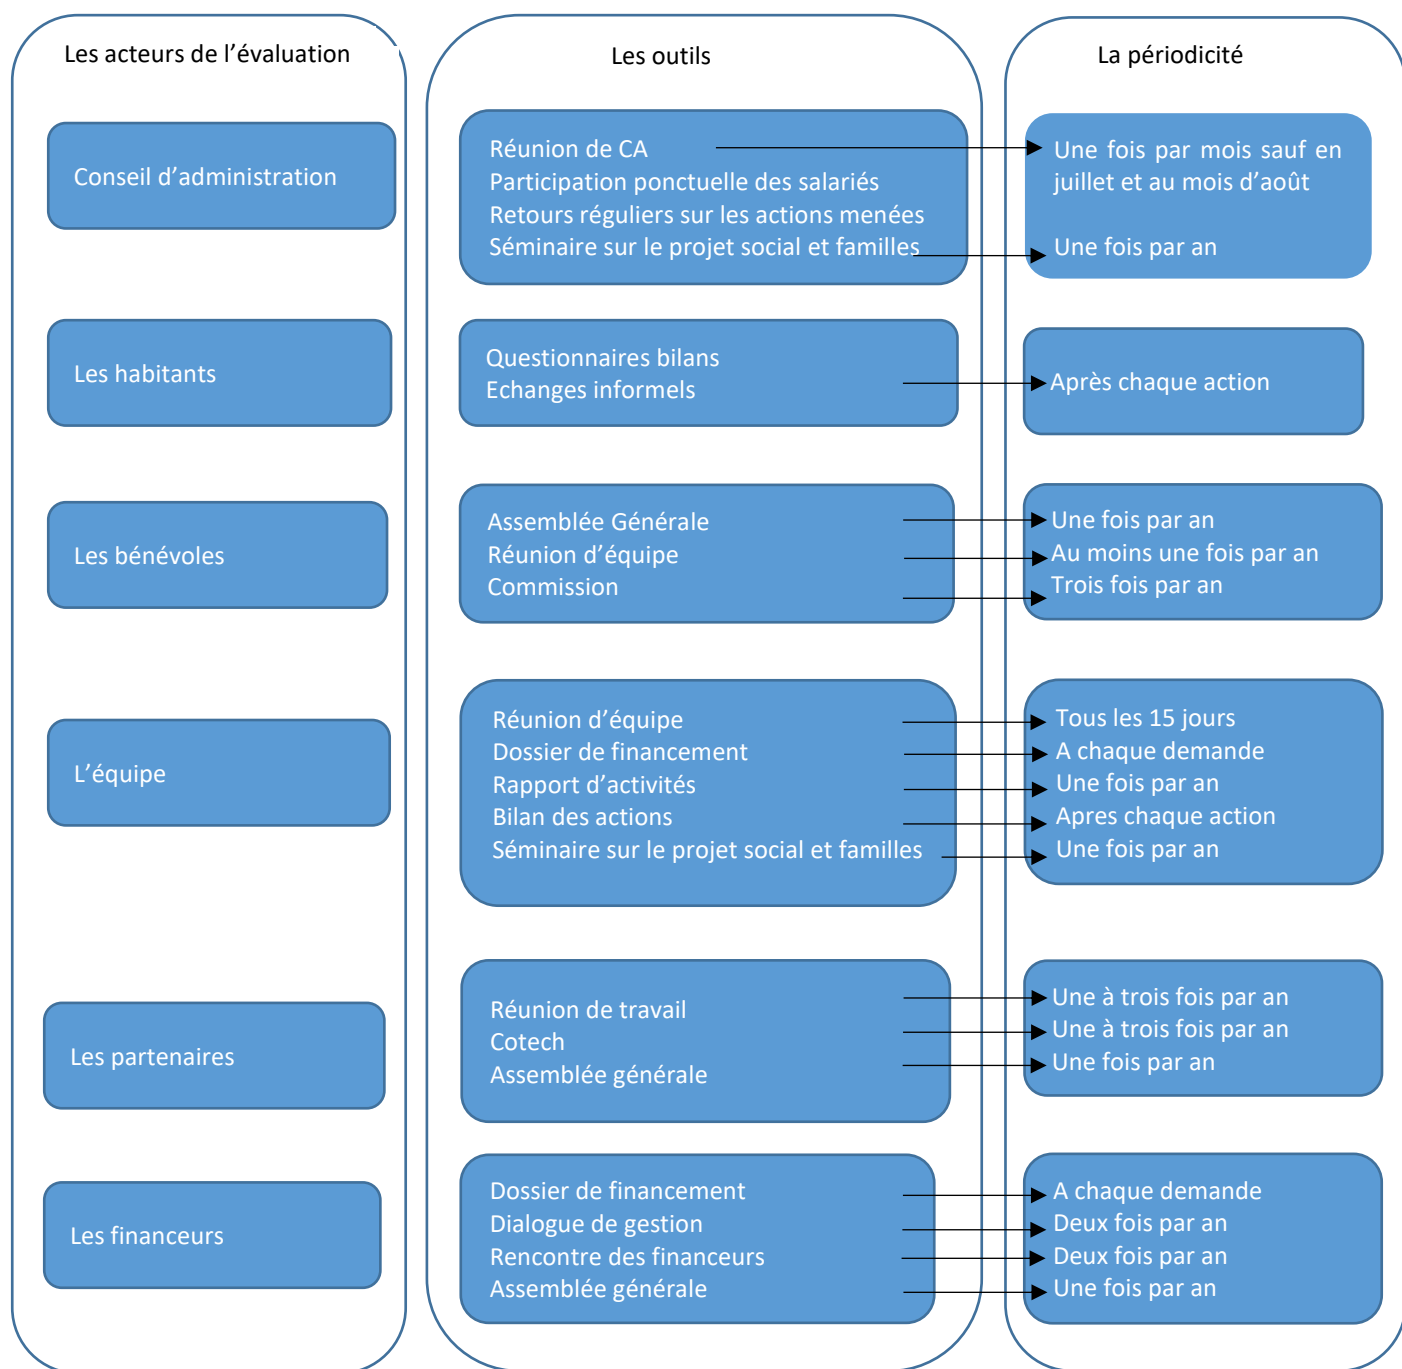 Les acteurs de l’évaluation
Les outils
La périodicité
Conseil d’administration
Réunion de CA
Participation ponctuelle des salariés
Retours réguliers sur les actions menées
Séminaire sur le projet social et familles
Une fois par mois sauf en
juillet et au mois d’août
Une fois par an
Les habitants
Questionnaires bilans
Echanges informels
Après chaque action
Les bénévoles
Assemblée Générale
Réunion d’équipe
Commission
Une fois par an
Au moins une fois par an
Trois fois par an
L’équipe
Réunion d’équipe
Dossier de financement
Rapport d’activités
Bilan des actions
Séminaire sur le projet social et familles
Tous les 15 jours
A chaque demande
Une fois par an
Apres chaque action
Une fois par an
Les partenaires
Réunion de travail
Cotech
Assemblée générale
Une à trois fois par an
Une à trois fois par an
Une fois par an
Les financeurs
Dossier de financement
Dialogue de gestion
Rencontre des financeurs
Assemblée générale
A chaque demande
Deux fois par an
Deux fois par an
Une fois par an